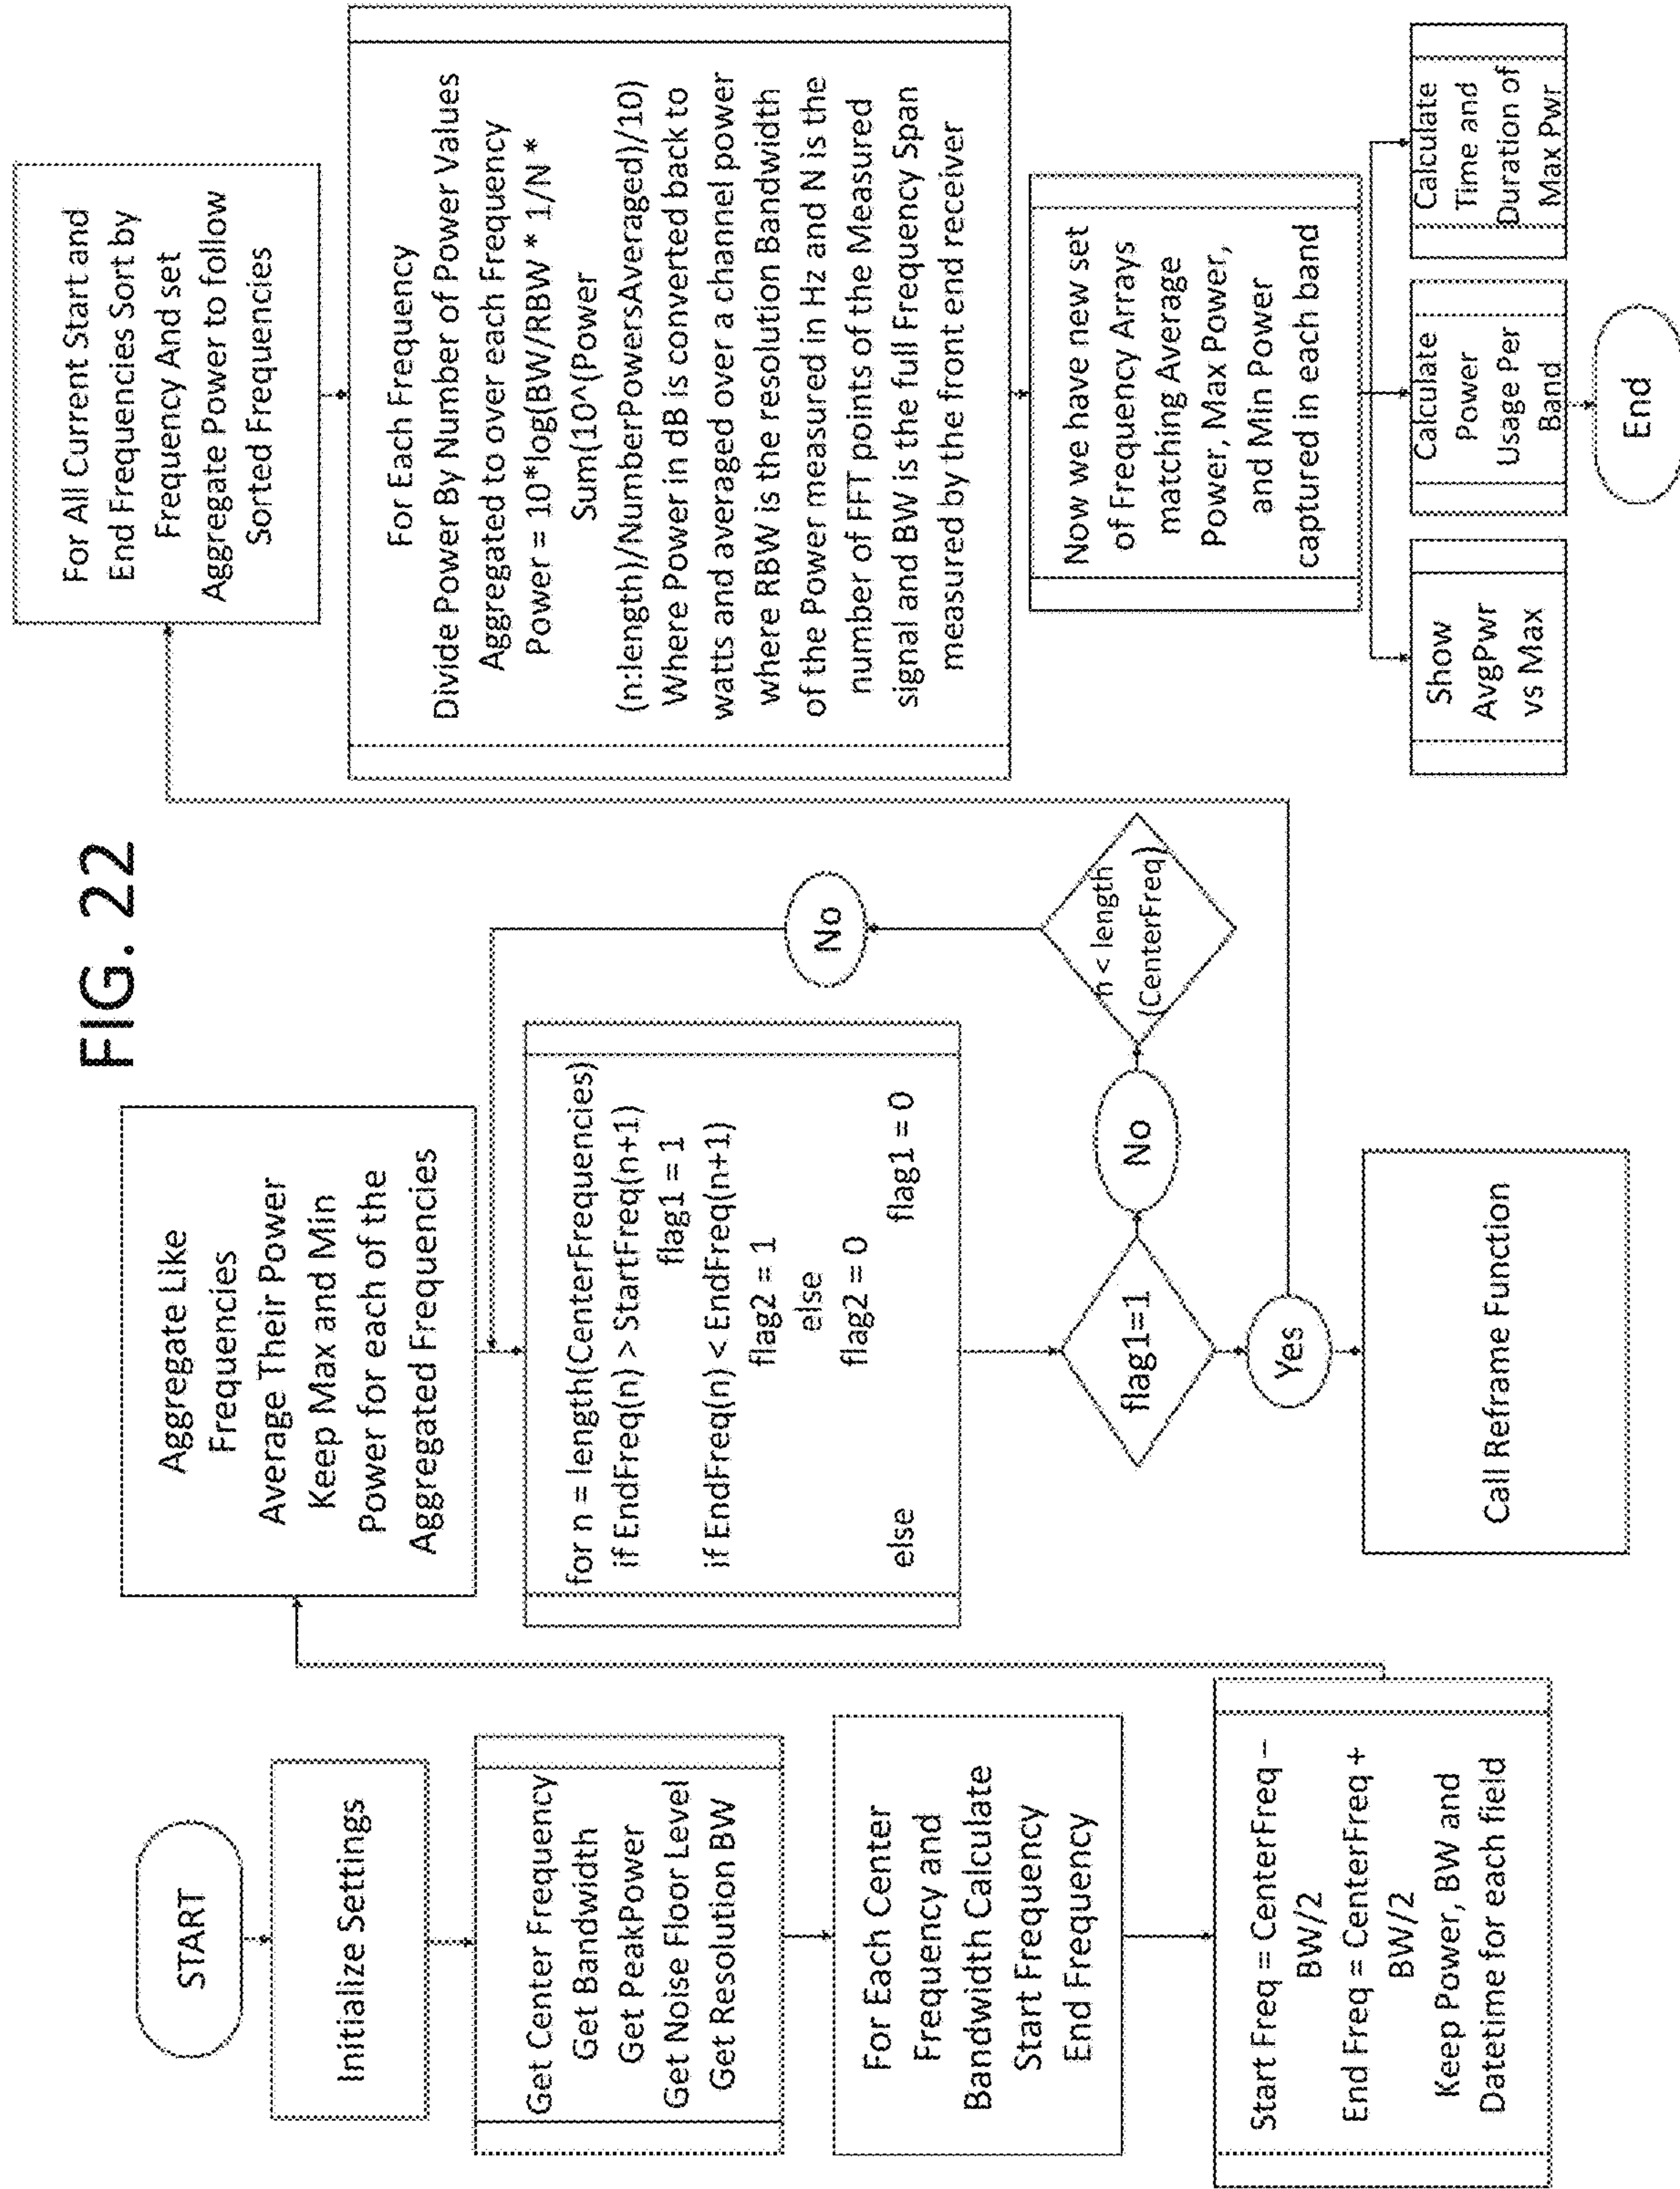 FIG. 22
START
Initialize Settings
Get Center Frequency
Get Bandwidth
Get PeakPower
Get Noise Floor Level
Get Resolution BW
For Each Center
Frequency and
Bandwidth Calculate
Start Frequency
End Frequency
Start Freq = CenterFreq –
BW/2
End Freq = CenterFreq +
BW/2
Keep Power, BW and
Datetime for each field
Aggregate Like
Frequencies
Average Their Power
Keep Max and Min
Power for each of the
Aggregated Frequencies
for n = length(CenterFrequencies)
if EndFreq(n) > StartFreq(n+1)
flag1 = 1
if EndFreq(n) < EndFreq(n+1)
flag2 = 1
else
flag2 = 0
else flag1 = 0
flag1=1
No
n < length
(CenterFreq)
No
Yes
Call Reframe Function
For All Current Start and
End Frequencies Sort by
Frequency And set
Aggregate Power to follow
Sorted Frequencies
For Each Frequency
Divide Power By Number of Power Values
Aggregated to over each Frequency
Power = 10*log(BW/RBW * 1/N *
Sum(10^(Power
(n:length)/NumberPowersAveraged)/10)
Where Power in dB is converted back to
watts and averaged over a channel power
where RBW is the resolution Bandwidth
of the Power measured in Hz and N is the
number of FFT points of the Measured
signal and BW is the full Frequency Span
measured by the front end receiver
Now we have new set
of Frequency Arrays
matching Average
Power, Max Power,
and Min Power
captured in each band
Show
AvgPwr
vs Max
Calculate
Power
Usage Per
Band
Calculate
Time and
Duration of
Max Pwr
End